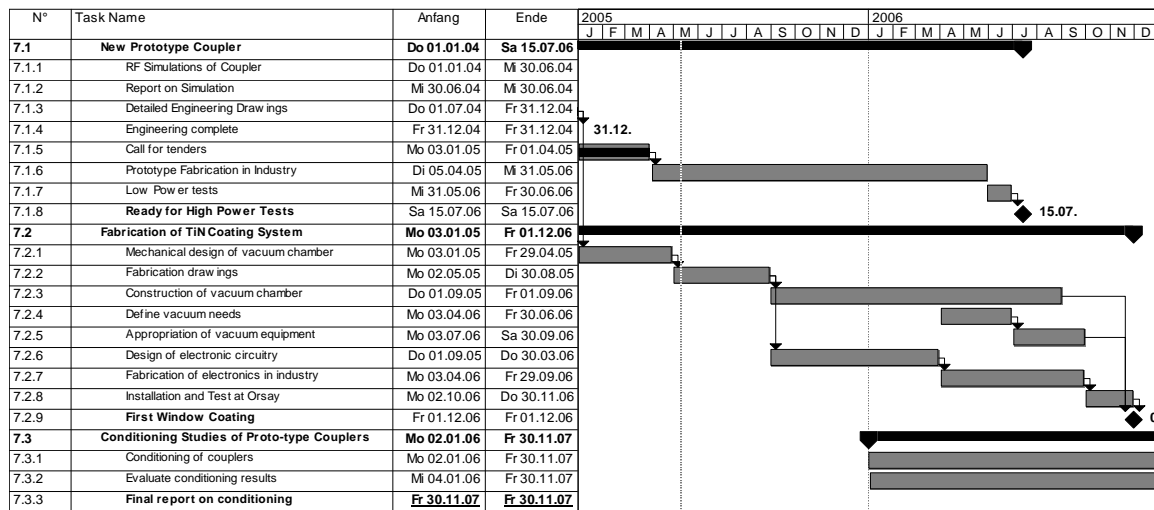 N° Task Name Anfang Ende 2005 2006
J F M A M J J A S O N D J F M A M J J A S O N D
7.1 New Prototype Coupler Do 01.01.04 Sa 15.07.06
7.1.1 RF Simulations of Coupler Do 01.01.04 Mi 30.06.04
7.1.2 Report on Simulation Mi 30.06.04 Mi 30.06.04
7.1.3 Detailed Engineering Drawings Do 01.07.04 Fr 31.12.04
7.1.4 Engineering complete Fr 31.12.04 Fr 31.12.04 31.12.
7.1.5 Call for tenders Mo 03.01.05 Fr 01.04.05
7.1.6 Prototype Fabrication in Industry Di 05.04.05 Mi 31.05.06
7.1.7 Low Power tests Mi 31.05.06 Fr 30.06.06
7.1.8 Ready for High Power Tests Sa 15.07.06 Sa 15.07.06 15.07.
7.2 Fabrication of TiN Coating System Mo 03.01.05 Fr 01.12.06
7.2.1 Mechanical design of vacuum chamber Mo 03.01.05 Fr 29.04.05
7.2.2 Fabrication drawings Mo 02.05.05 Di 30.08.05
7.2.3 Construction of vacuum chamber Do 01.09.05 Fr 01.09.06
7.2.4 Define vacuum needs Mo 03.04.06 Fr 30.06.06
7.2.5 Appropriation of vacuum equipment Mo 03.07.06 Sa 30.09.06
7.2.6 Design of electronic circuitry Do 01.09.05 Do 30.03.06
7.2.7 Fabrication of electronics in industry Mo 03.04.06 Fr 29.09.06
7.2.8 Installation and Test at Orsay Mo 02.10.06 Do 30.11.06
7.2.9 First Window Coating Fr 01.12.06 Fr 01.12.06
7.3 Conditioning Studies of Proto-type Couplers Mo 02.01.06 Fr 30.11.07
7.3.1 Conditioning of couplers Mo 02.01.06 Fr 30.11.07
7.3.2 Evaluate conditioning results Mi 04.01.06 Fr 30.11.07
7.3.3 Final report on conditioning Fr 30.11.07 Fr 30.11.07